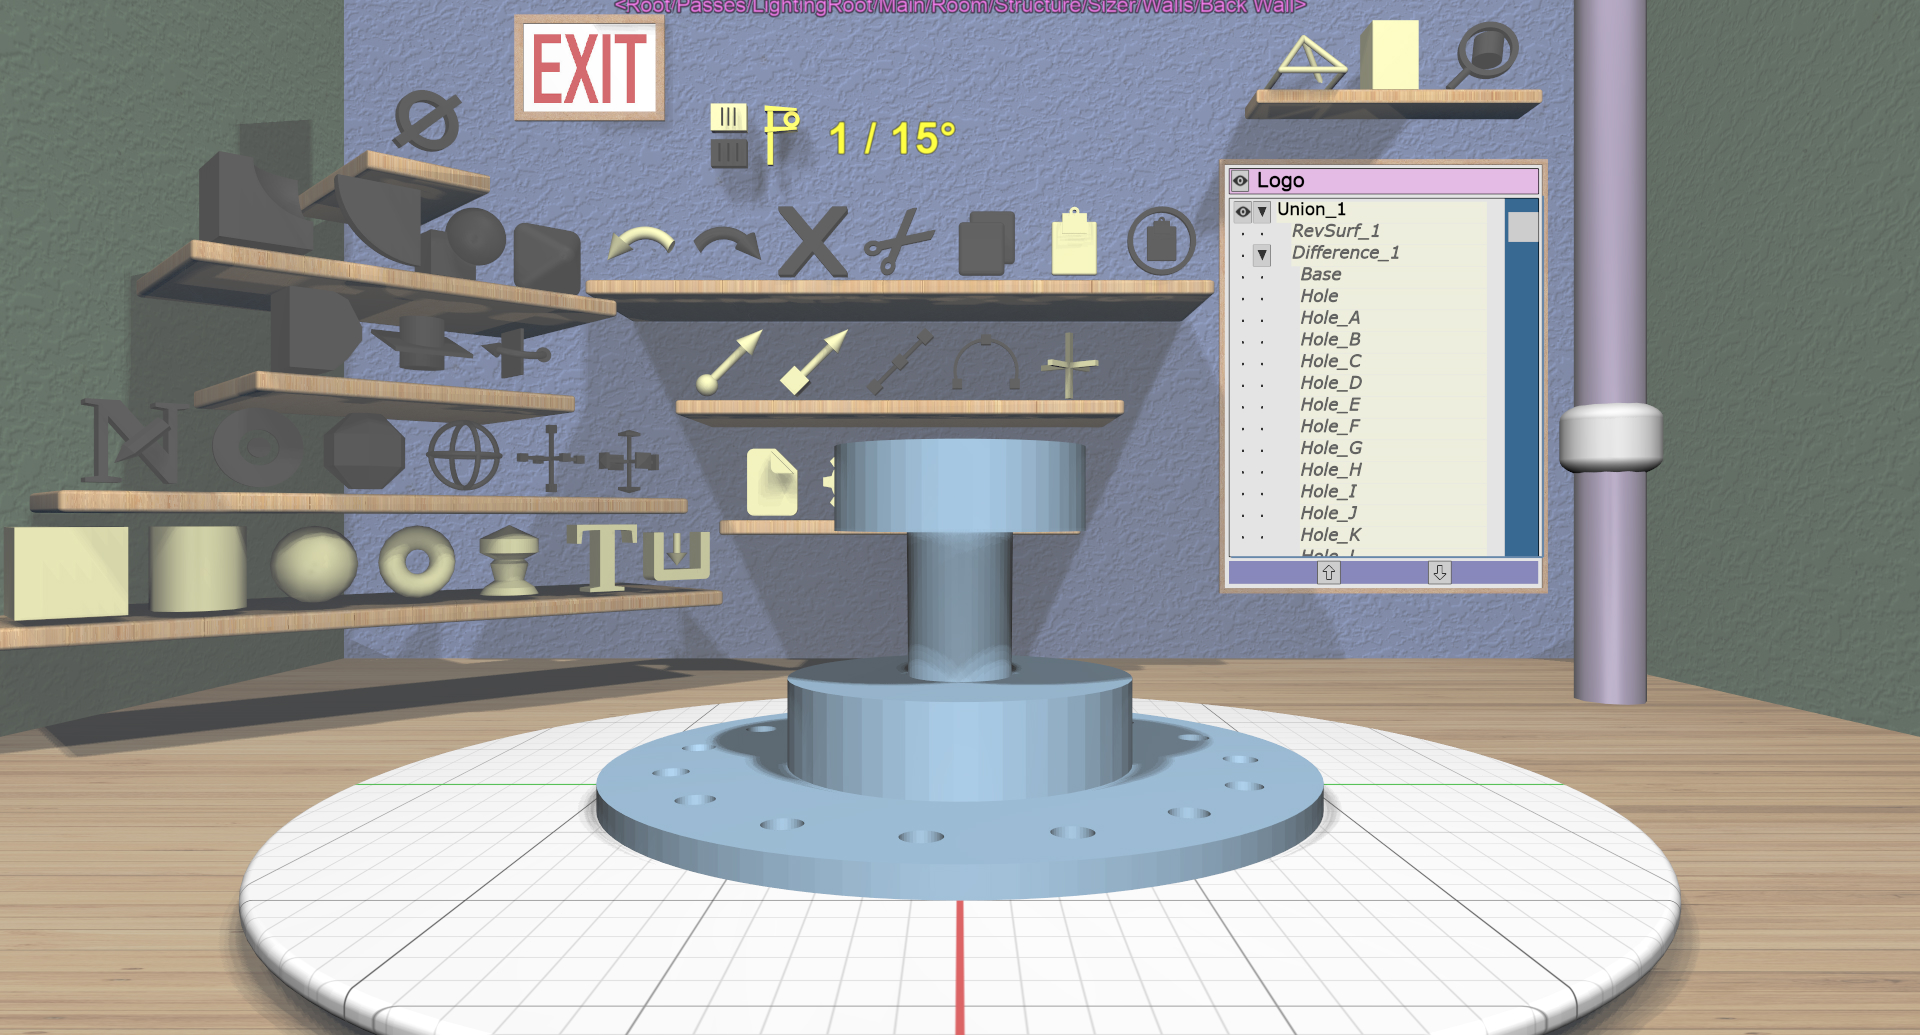 <Root/Passes/LightingRoot/Main/Room/Structure/Sizer/Walls/Back Wall>
EXIT
1 / 15°
Logo
Union_1
RevSurf_1
Difference_1
Base
Hole
Hole_A
Hole_B
Hole_C
Hole_D
Hole_E
Hole_F
Hole_G
Hole_H
Hole_I
Hole_J
Hole_K